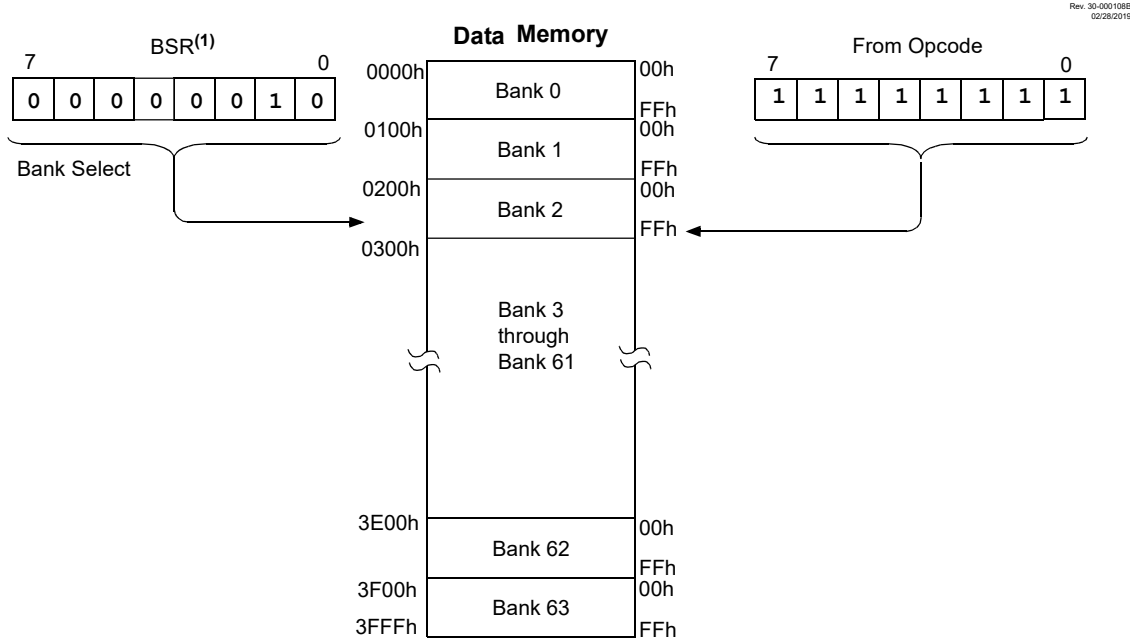 Rev. 30-000108B
02/28/2019
BSR(1)
7 0
0 0 0 0 0 0 1 0
Bank Select
Data Memory
From Opcode
7 0
1 1 1 1 1 1 1 1
0000h Bank 0 00h
FFh
0100h Bank 1 00h
FFh
0200h Bank 2 00h
FFh
0300h
Bank 3
through
Bank 61
3E00h Bank 62 00h
FFh
3F00h Bank 63 00h
3FFFh FFh